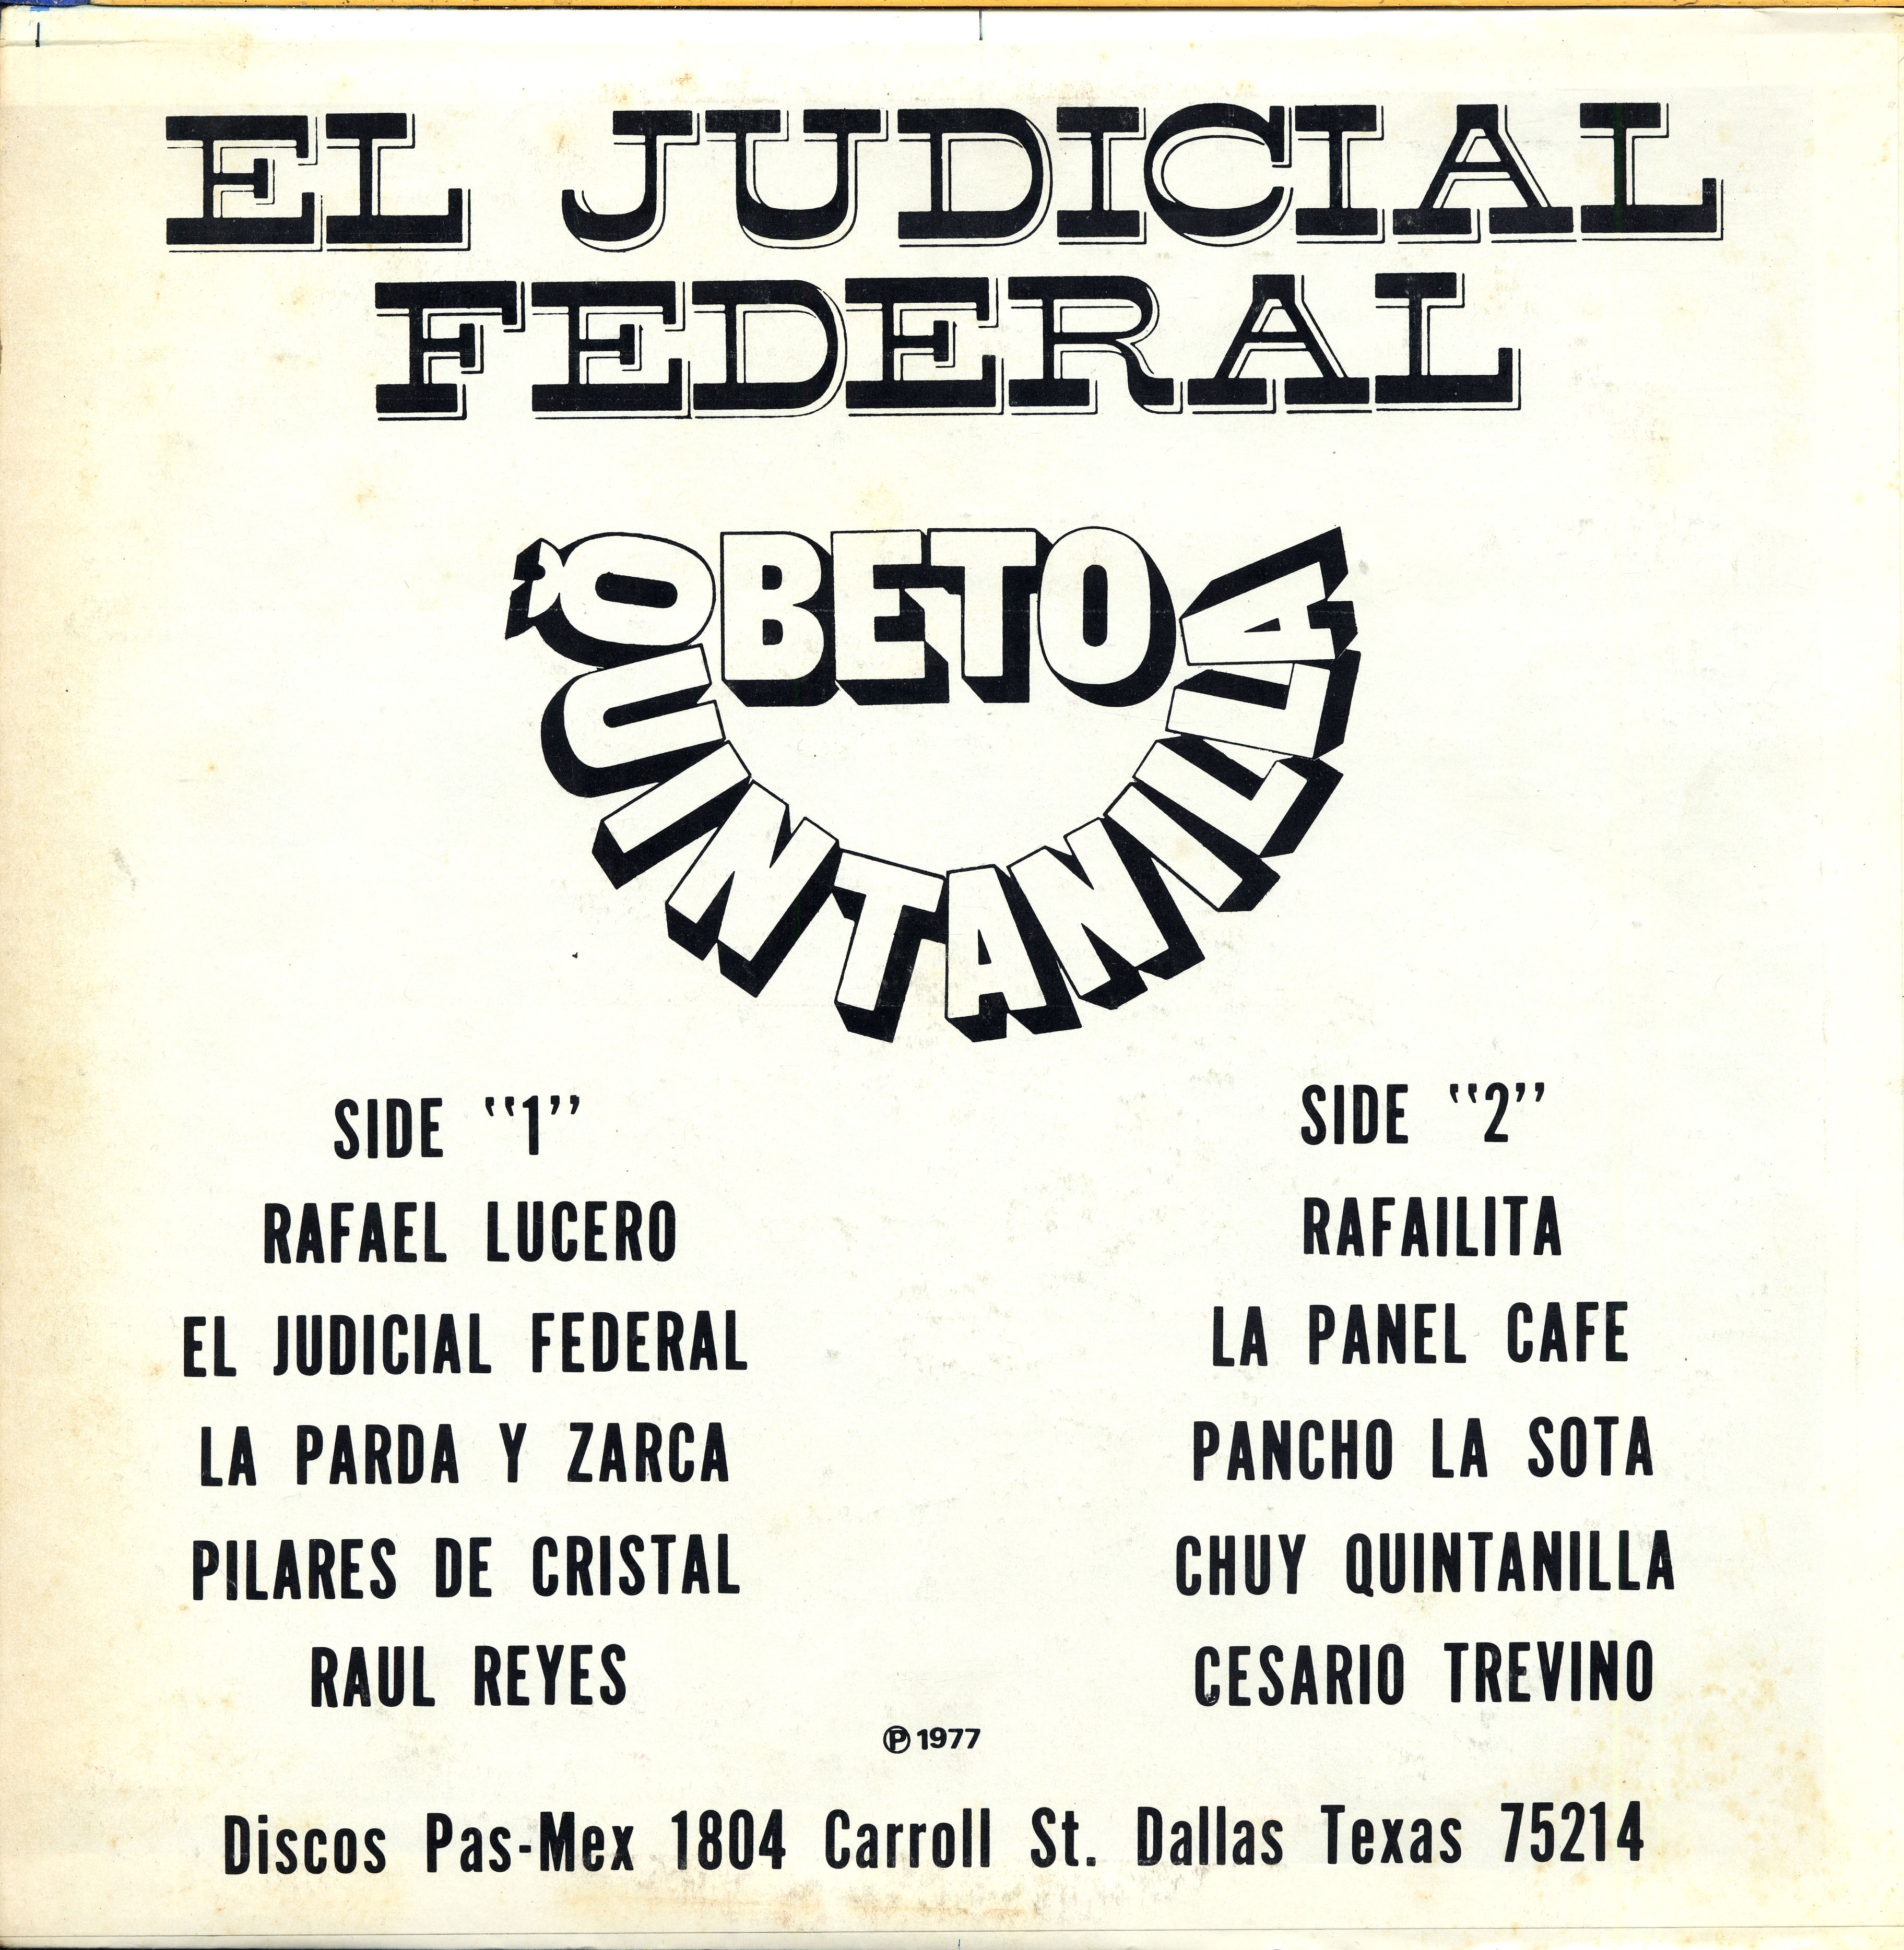 EL JUDICIAL
FEDERAL
BETO
QUINTANILLA
SIDE "1"
RAFAEL LUCERO
EL JUDICIAL FEDERAL
LA PARDA Y ZARCA
PILARES DE CRISTAL
RAUL REYES
SIDE "2"
RAFAILITA
LA PANEL CAFE
PANCHO LA SOTA
CHUY QUINTANILLA
CESARIO TREVINO
℗ 1977
Discos Pas-Mex 1804 Carroll St. Dallas Texas 75214